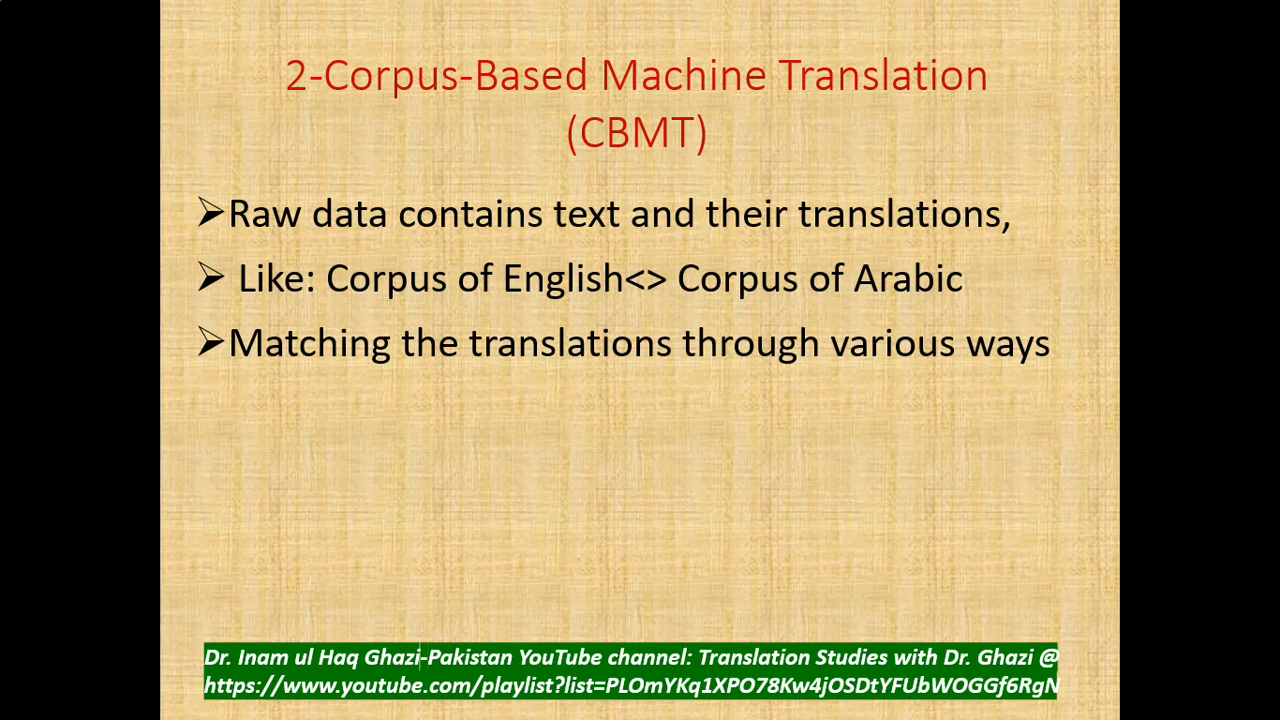 2-Corpus-Based Machine Translation
(CBMT)
➢Raw data contains text and their translations,
➢ Like: Corpus of English<> Corpus of Arabic
➢Matching the translations through various ways
Dr. Inam ul Haq Ghazi-Pakistan YouTube channel: Translation Studies with Dr. Ghazi @
https://www.youtube.com/playlist?list=PLOmYKq1XPO78Kw4jOSDtYFUbWOGGf6RgN